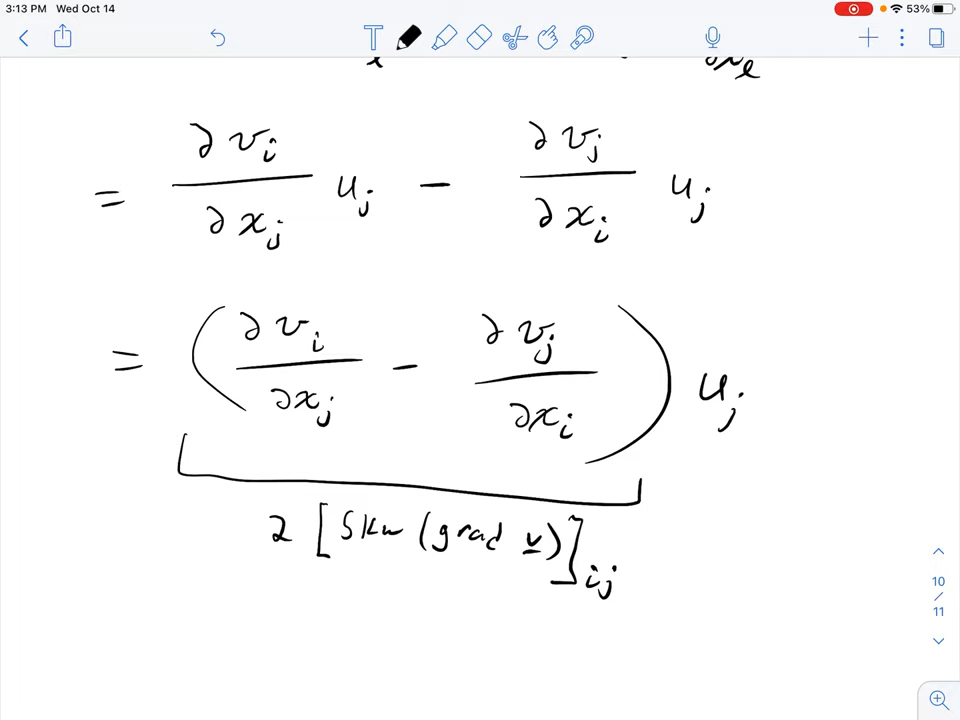 3:13 PM Wed Oct 14
53%
∂x_l
= ∂v_i/∂x_j u_j − ∂v_j/∂x_i u_j
= (∂v_i/∂x_j − ∂v_j/∂x_i) u_j
2 [skw (grad v̲)]_ij
10
/
11